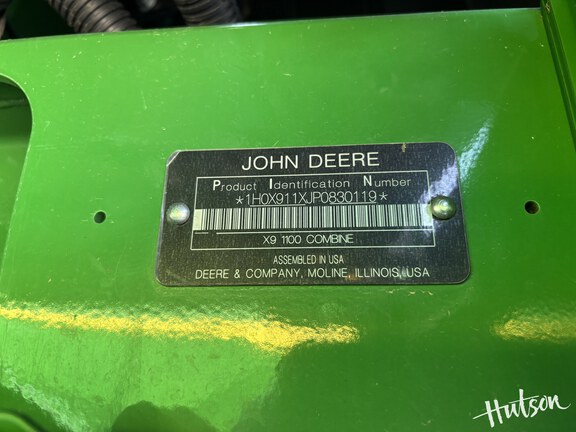 JOHN DEERE
Product Identification Number
*1H0X911XJP0830119*
X9 1100 COMBINE
ASSEMBLED IN USA
DEERE & COMPANY, MOLINE, ILLINOIS, USA
Hutson